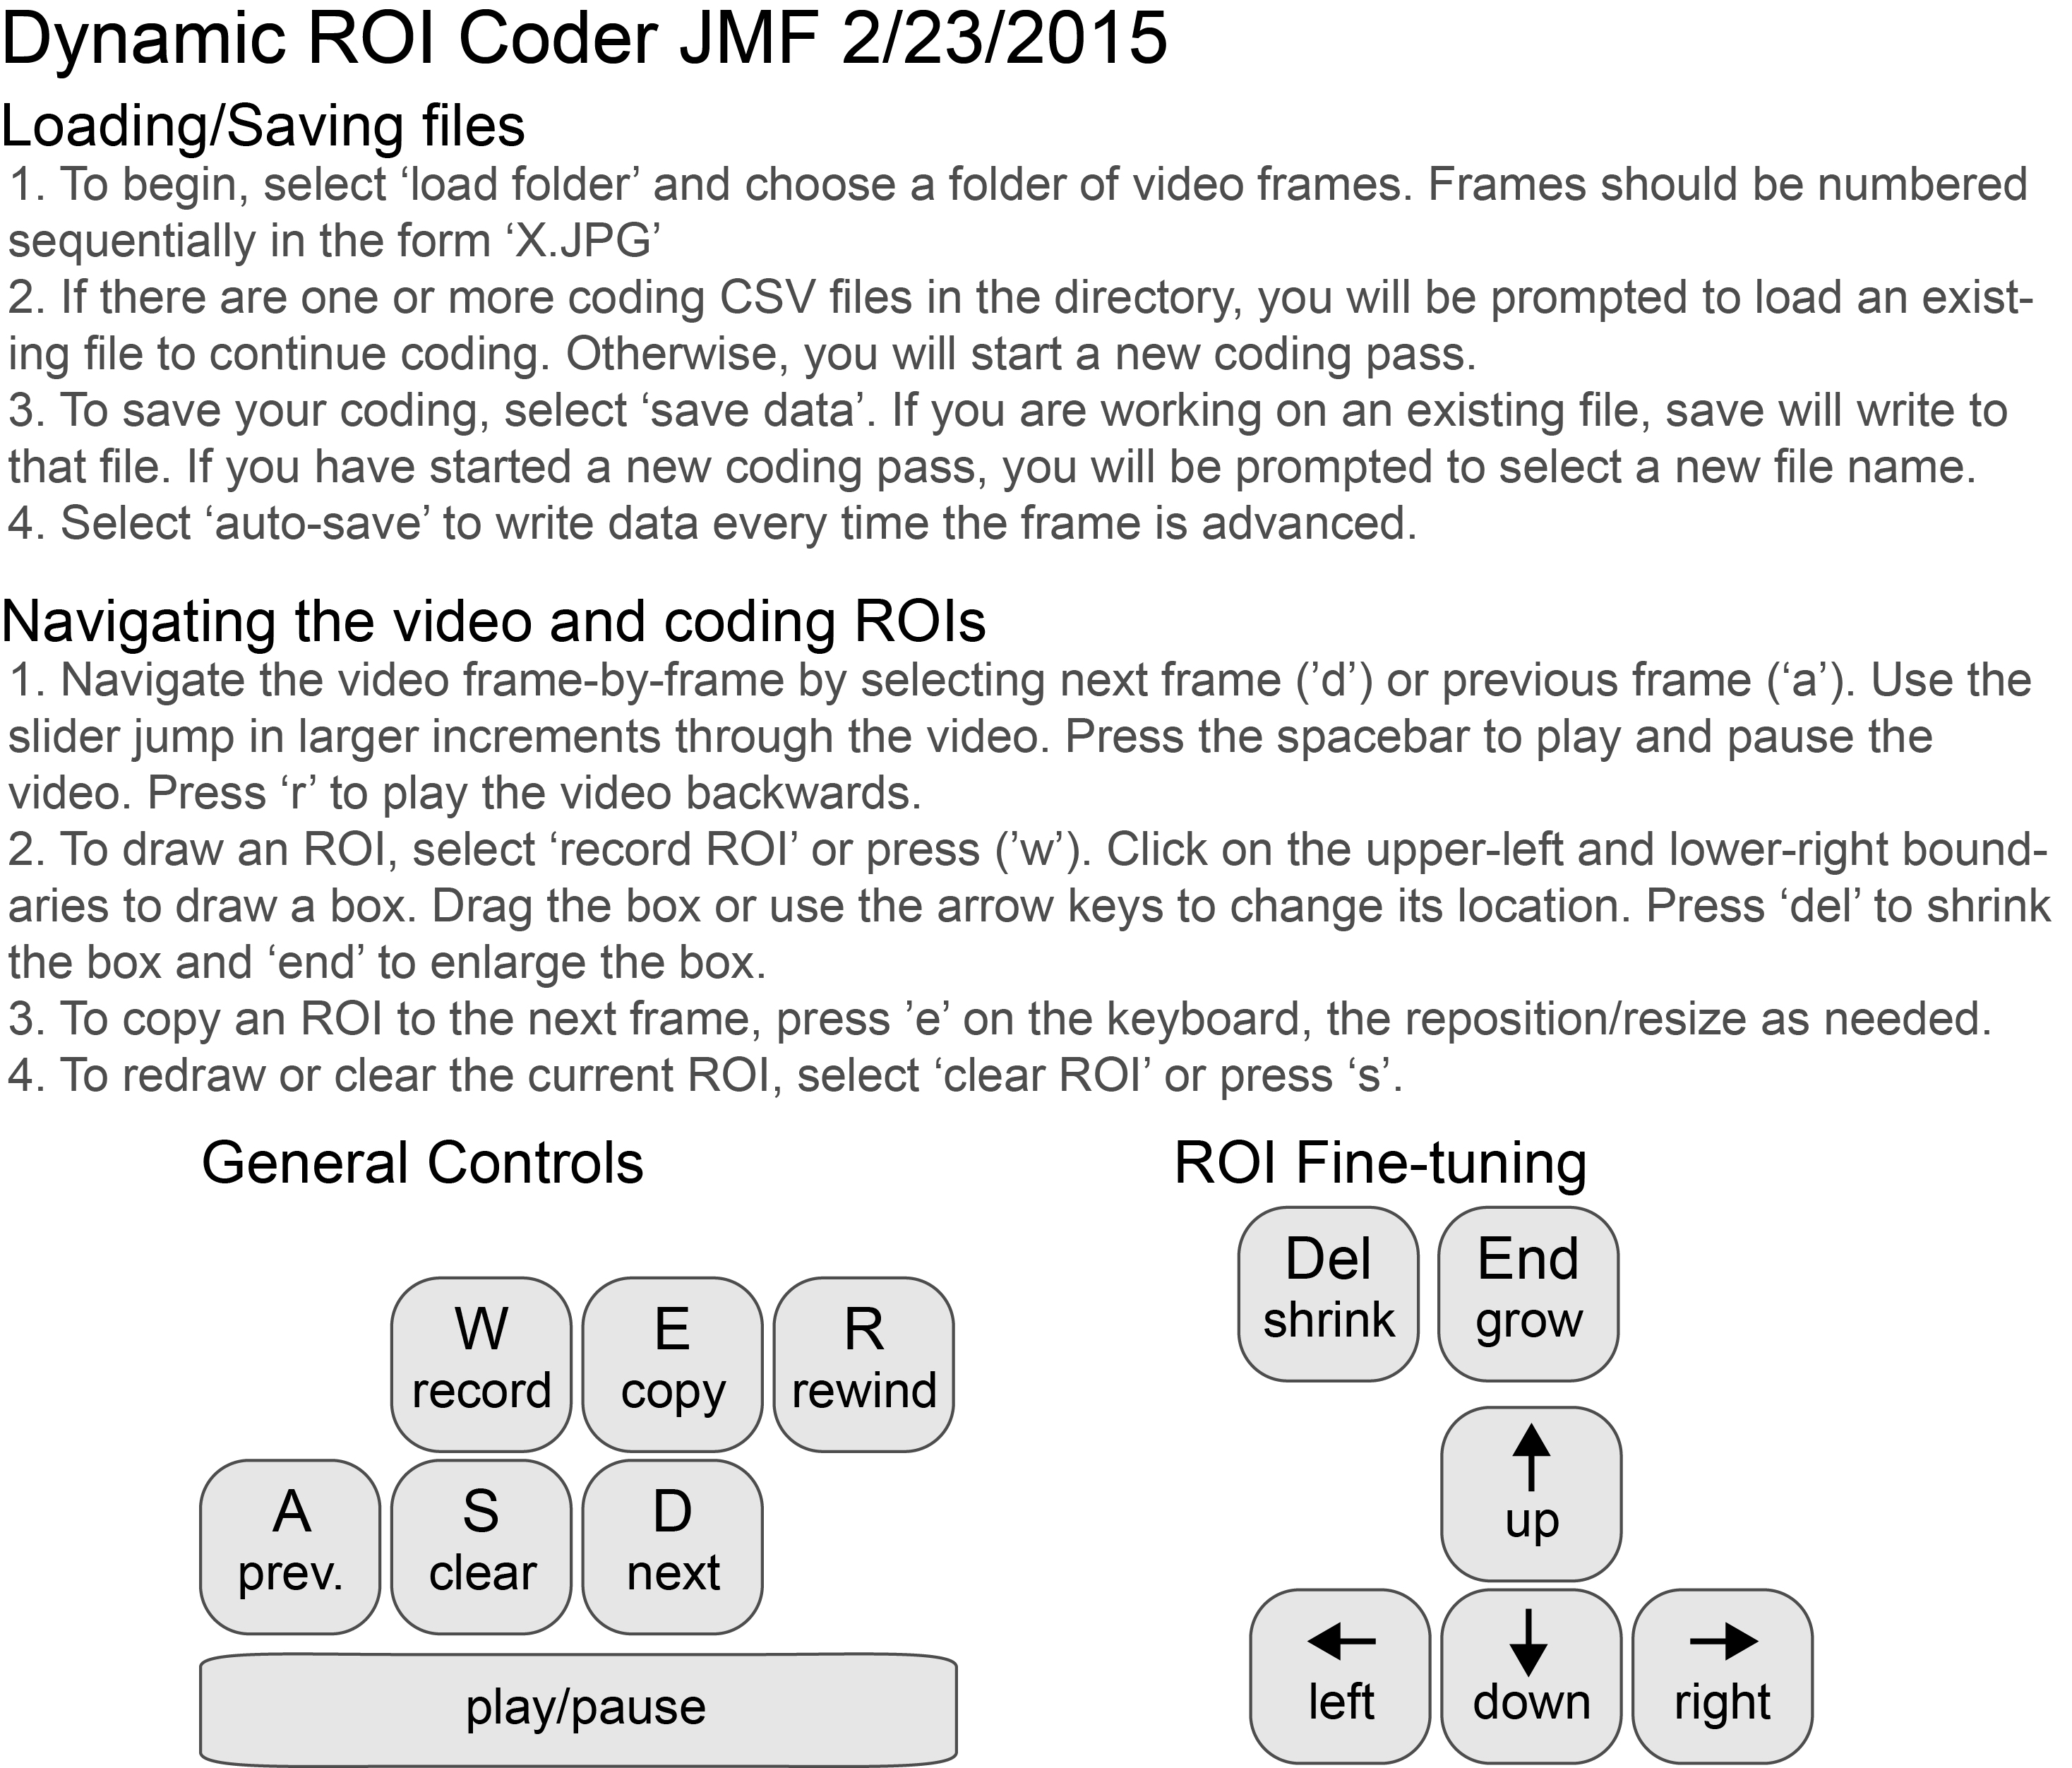 Dynamic ROI Coder JMF 2/23/2015
Loading/Saving files
1. To begin, select ‘load folder’ and choose a folder of video frames. Frames should be numbered
sequentially in the form ‘X.JPG’
2. If there are one or more coding CSV files in the directory, you will be prompted to load an exist-
ing file to continue coding. Otherwise, you will start a new coding pass.
3. To save your coding, select ‘save data’. If you are working on an existing file, save will write to
that file. If you have started a new coding pass, you will be prompted to select a new file name.
4. Select ‘auto-save’ to write data every time the frame is advanced.
Navigating the video and coding ROIs
1. Navigate the video frame-by-frame by selecting next frame (’d’) or previous frame (‘a’). Use the
slider jump in larger increments through the video. Press the spacebar to play and pause the
video. Press ‘r’ to play the video backwards.
2. To draw an ROI, select ‘record ROI’ or press (’w’). Click on the upper-left and lower-right bound-
aries to draw a box. Drag the box or use the arrow keys to change its location. Press ‘del’ to shrink
the box and ‘end’ to enlarge the box.
3. To copy an ROI to the next frame, press ’e’ on the keyboard, the reposition/resize as needed.
4. To redraw or clear the current ROI, select ‘clear ROI’ or press ‘s’.
General Controls
W
record
E
copy
R
rewind
A
prev.
S
clear
D
next
play/pause
ROI Fine-tuning
Del
shrink
End
grow
up
left
down
right